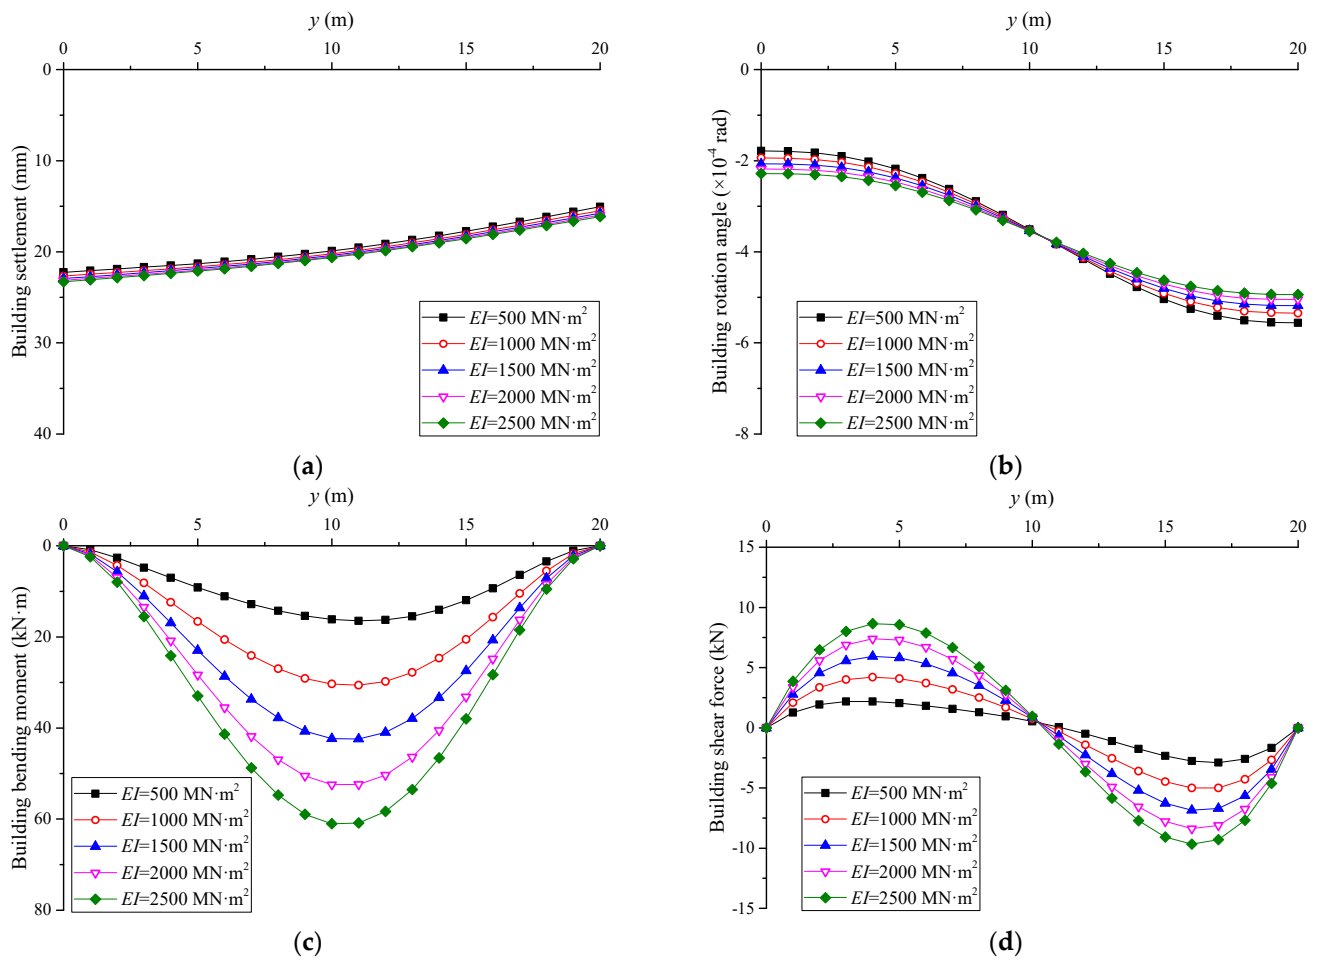 y (m)
0 5 10 15 20
0
10
20
30
40
Building settlement (mm)
EI=500 MN·m²
EI=1000 MN·m²
EI=1500 MN·m²
EI=2000 MN·m²
EI=2500 MN·m²
(a)
y (m)
0 5 10 15 20
0
-2
-4
-6
-8
Building rotation angle (×10⁻⁴ rad)
EI=500 MN·m²
EI=1000 MN·m²
EI=1500 MN·m²
EI=2000 MN·m²
EI=2500 MN·m²
(b)
y (m)
0 5 10 15 20
0
20
40
60
80
Building bending moment (kN·m)
EI=500 MN·m²
EI=1000 MN·m²
EI=1500 MN·m²
EI=2000 MN·m²
EI=2500 MN·m²
(c)
y (m)
0 5 10 15 20
15
10
5
0
-5
-10
-15
Building shear force (kN)
EI=500 MN·m²
EI=1000 MN·m²
EI=1500 MN·m²
EI=2000 MN·m²
EI=2500 MN·m²
(d)